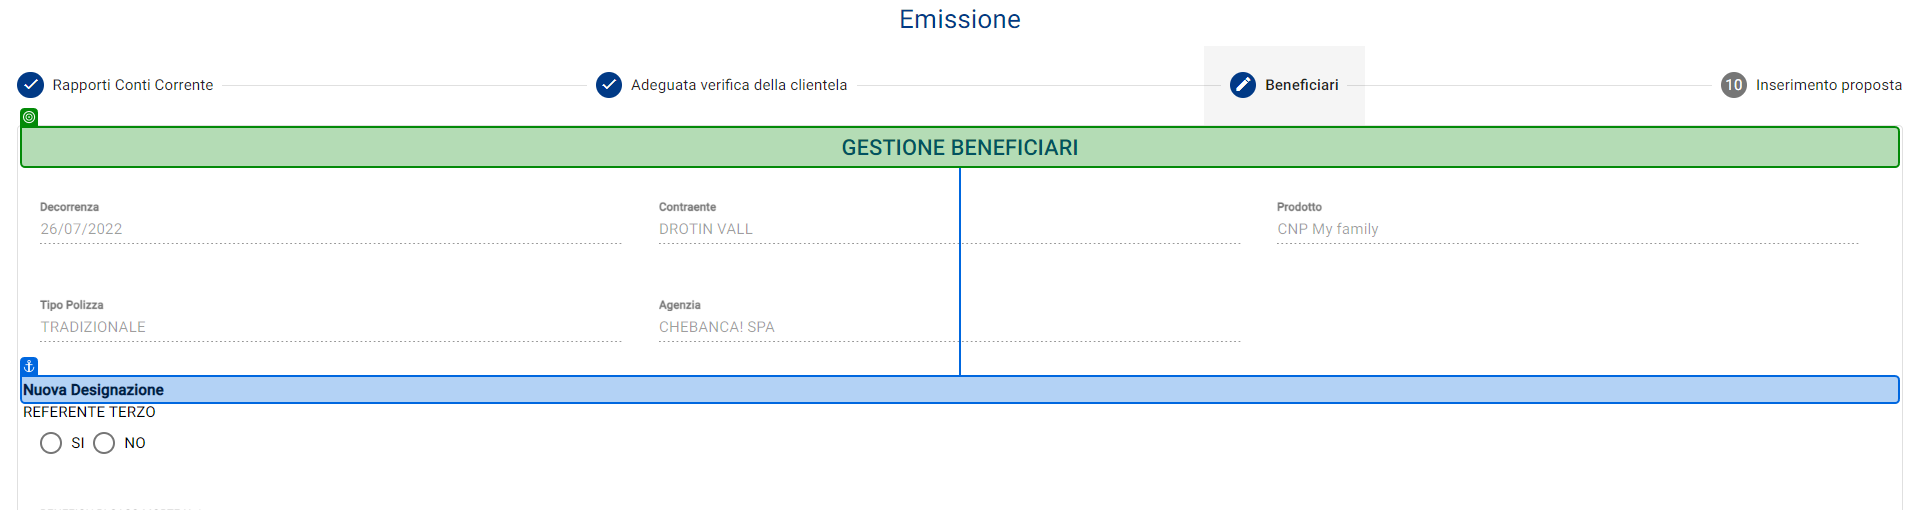 Emissione
Rapporti Conti Corrente
Adeguata verifica della clientela
Beneficiari
10 Inserimento proposta
GESTIONE BENEFICIARI
Decorrenza
26/07/2022
Contraente
DROTIN VALL
Prodotto
CNP My family
Tipo Polizza
TRADIZIONALE
Agenzia
CHEBANCA! SPA
Nuova Designazione
REFERENTE TERZO
SI NO